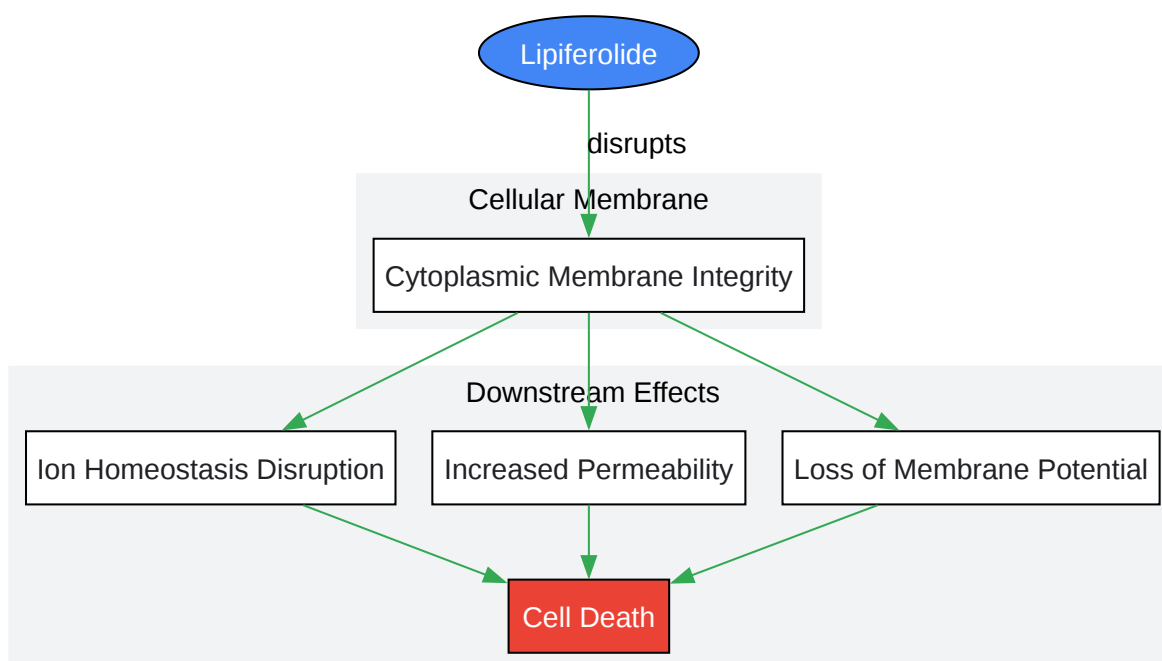 Lipiferolide
disrupts
Cellular Membrane
Cytoplasmic Membrane Integrity
Downstream Effects
Ion Homeostasis Disruption
Increased Permeability
Loss of Membrane Potential
Cell Death